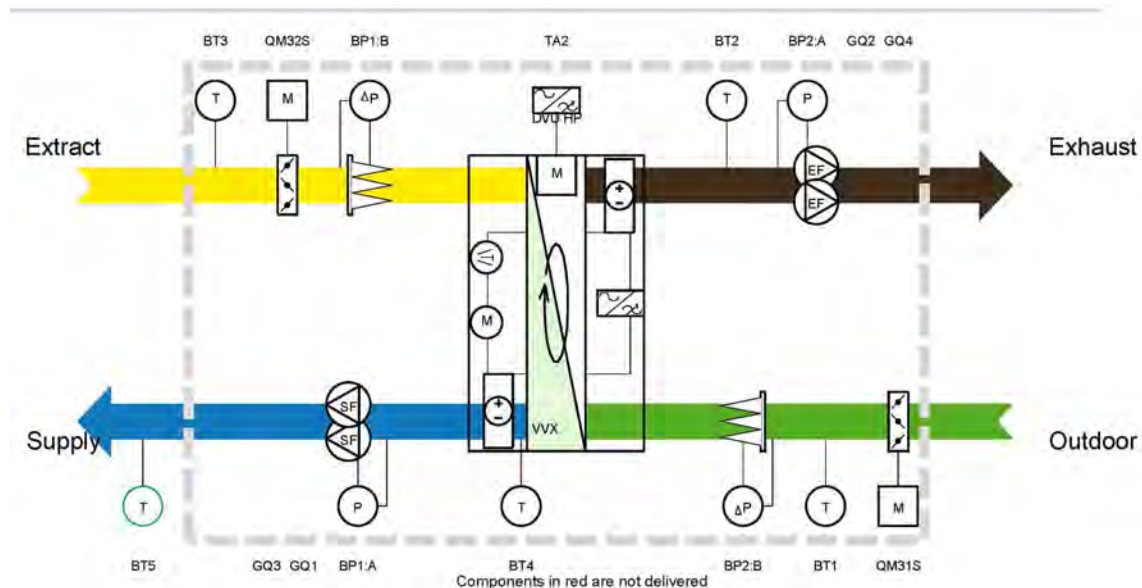 BT3 QM32S BP1:B TA2 BT2 BP2:A GQ2 GQ4
T M ΔP DVU HP T P
Extract Exhaust
M EF
EF
T
M
SF
SF VVX
Supply Outdoor
T P T ΔP T M
BT5 GQ3 GQ1 BP1:A BT4 BP2:B BT1 QM31S
Components in red are not delivered